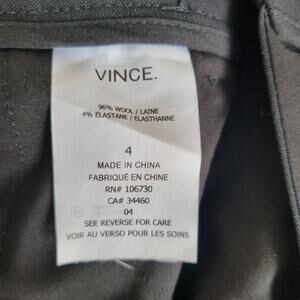 VINCE.
96% WOOL / LAINE
4% ELASTANE / ELASTHANNE
4
MADE IN CHINA
FABRIQUÉ EN CHINE
RN# 106730
CA# 34460
04
SEE REVERSE FOR CARE
VOIR AU VERSO POUR LES SOINS